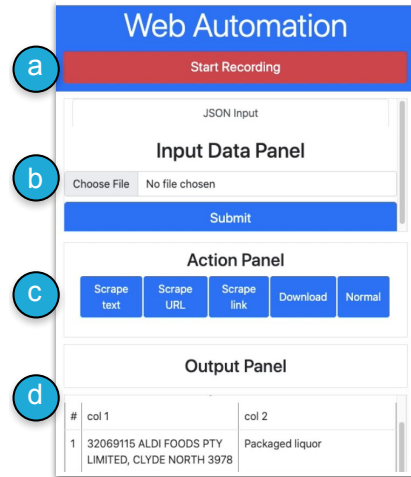 Web Automation
a
Start Recording
JSON Input
Input Data Panel
b
Choose File No file chosen
Submit
Action Panel
c
Scrape text Scrape URL Scrape link Download Normal
Output Panel
d
# col 1 col 2
1 32069115 ALDI FOODS PTY Packaged liquor
LIMITED, CLYDE NORTH 3978